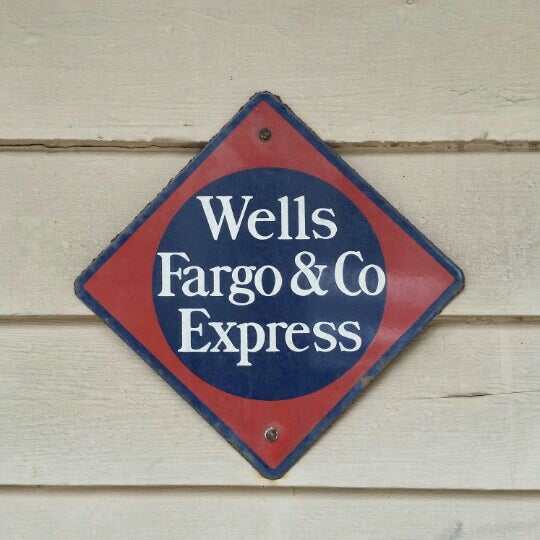 Wells
Fargo & Co
Express